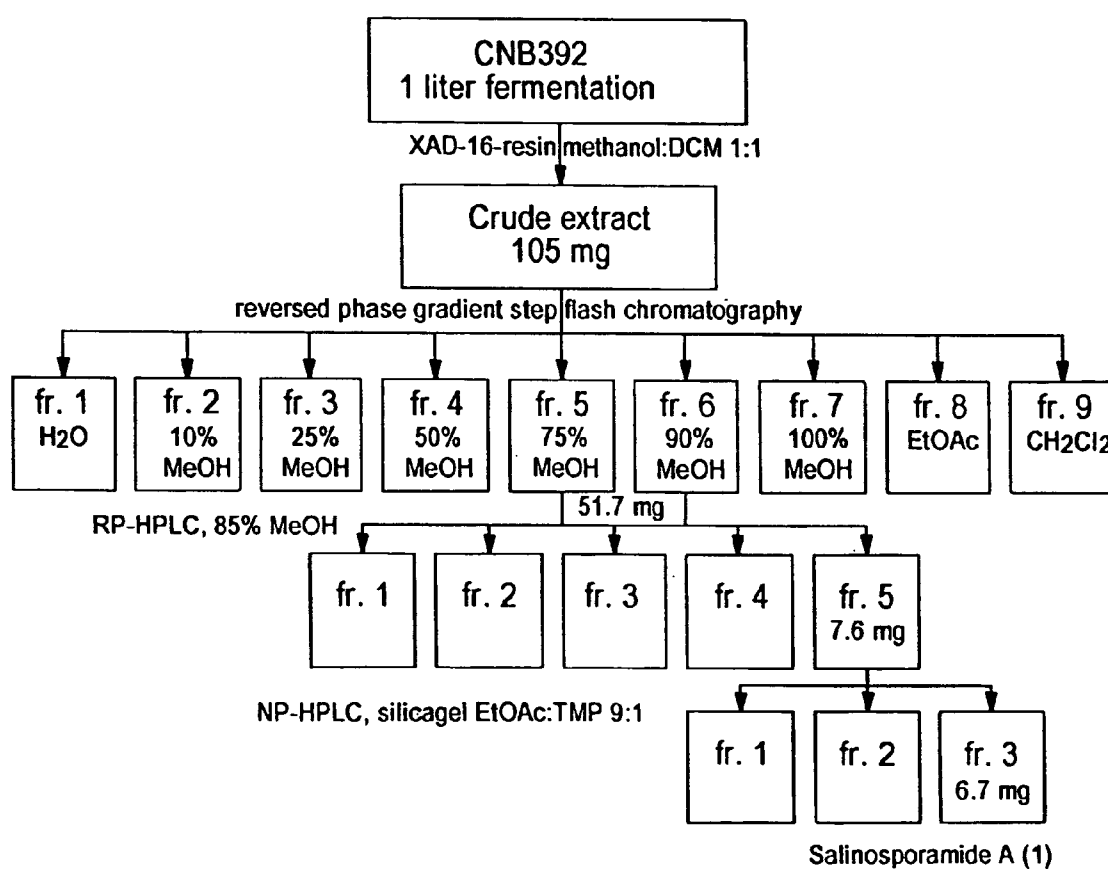 CNB392
1 liter fermentation
XAD-16-resin methanol:DCM 1:1
Crude extract
105 mg
reversed phase gradient step flash chromatography
fr. 1
H2O
fr. 2
10%
MeOH
fr. 3
25%
MeOH
fr. 4
50%
MeOH
fr. 5
75%
MeOH
fr. 6
90%
MeOH
fr. 7
100%
MeOH
fr. 8
EtOAc
fr. 9
CH2Cl2
51.7 mg
RP-HPLC, 85% MeOH
fr. 1
fr. 2
fr. 3
fr. 4
fr. 5
7.6 mg
NP-HPLC, silicagel EtOAc:TMP 9:1
fr. 1
fr. 2
fr. 3
6.7 mg
Salinosporamide A (1)